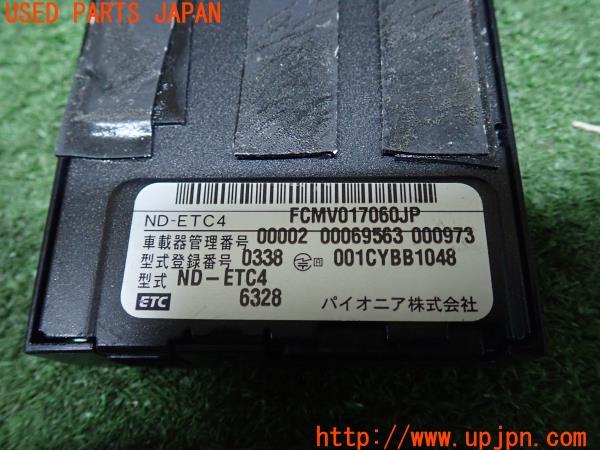 USED PARTS JAPAN
ND-ETC4 FCMV017060JP
車載器管理番号 00002 00069563 000973
型式登録番号 0338 001CYBB1048
型式 ND-ETC4
ETC 6328 パイオニア株式会社
http://www.upjpn.com/